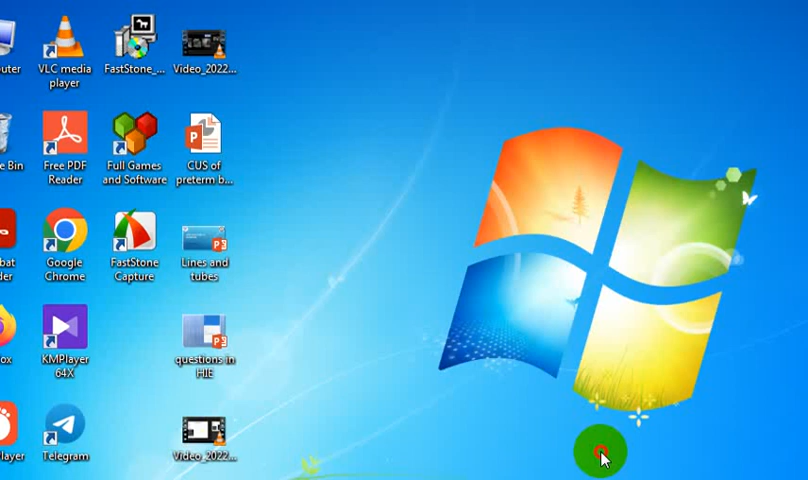 uter
VLC media
player
FastStone_...
Video_2022...
e Bin
Free PDF
Reader
Full Games
and Software
CUS of
preterm b...
bat
der
Google
Chrome
FastStone
Capture
Lines and
tubes
ox
KMPlayer
64X
questions in
HIE
layer
Telegram
Video_2022...